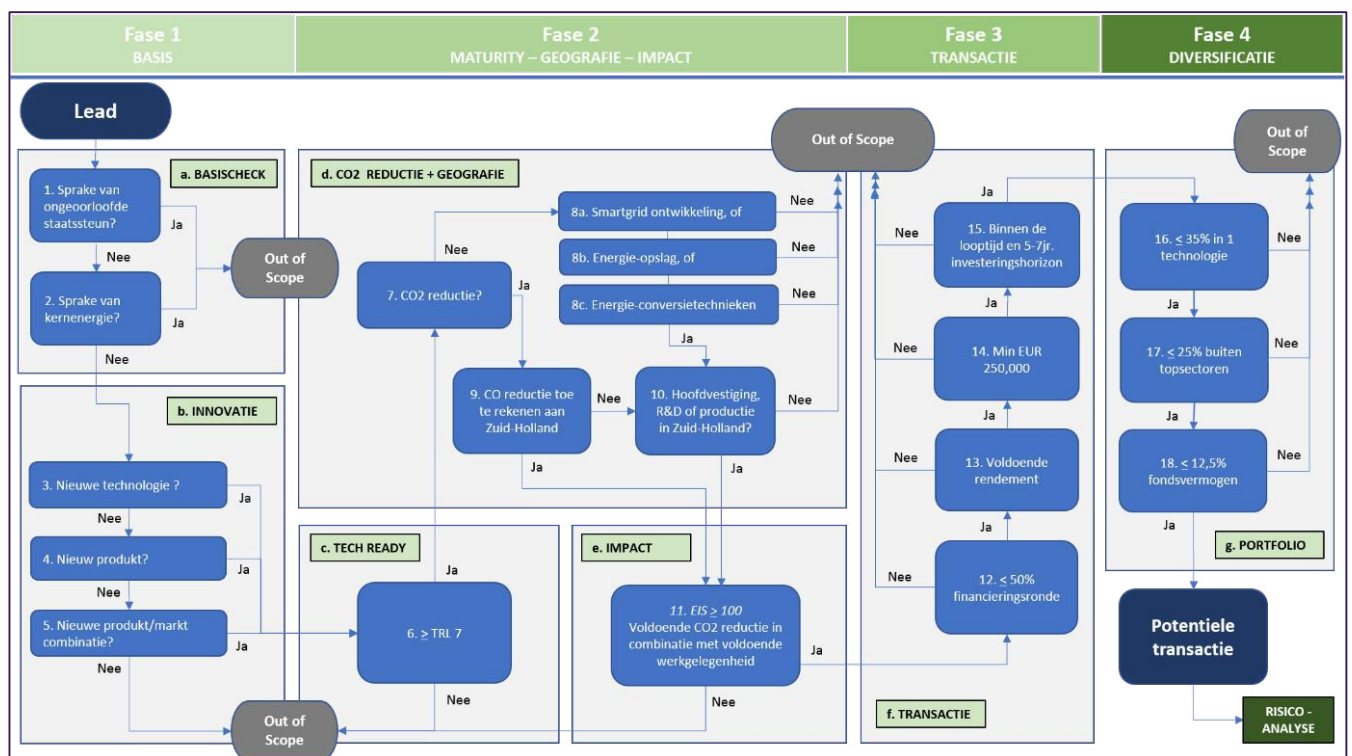 Fase 1
BASIS
Fase 2
MATURITY – GEOGRAFIE – IMPACT
Fase 3
TRANSACTIE
Fase 4
DIVERSIFICATIE
Lead
a. BASISCHECK
1. Sprake van
ongeoorloofde
staatssteun?
Ja
Nee
2. Sprake van
kernenergie?
Ja
Nee
Out of
Scope
b. INNOVATIE
3. Nieuwe technologie ?
Ja
Nee
4. Nieuw produkt?
Ja
Nee
5. Nieuwe produkt/markt
combinatie?
Ja
Nee
Out of
Scope
c. TECH READY
6. ≥ TRL 7
Ja
Nee
d. CO2 REDUCTIE + GEOGRAFIE
7. CO2 reductie?
Nee
Ja
8a. Smartgrid ontwikkeling, of
Nee
8b. Energie-opslag, of
Nee
8c. Energie-conversietechnieken
Nee
Ja
9. CO reductie toe
te rekenen aan
Zuid-Holland
Nee
Ja
10. Hoofdvestiging,
R&D of productie
in Zuid-Holland?
Nee
Ja
Out of Scope
e. IMPACT
11. EIS ≥ 100
Voldoende CO2 reductie in
combinatie met voldoende
werkgelegenheid
Ja
Nee
f. TRANSACTIE
12. ≤ 50%
financieringsronde
Nee
Ja
13. Voldoende
rendement
Nee
Ja
14. Min EUR
250,000
Nee
Ja
15. Binnen de
looptijd en 5-7jr.
investeringshorizon
Nee
Ja
Out of
Scope
16. ≤ 35% in 1
technologie
Nee
Ja
17. ≤ 25% buiten
topsectoren
Nee
Ja
18. ≤ 12,5%
fondsvermogen
Nee
Ja
g. PORTFOLIO
Potentiele
transactie
RISICO -
ANALYSE